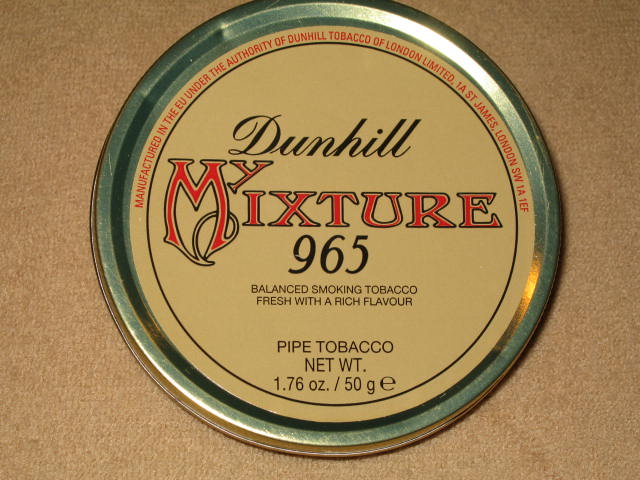 MANUFACTURED IN THE EU UNDER THE AUTHORITY OF DUNHILL TOBACCO OF LONDON LIMITED, 1A ST JAMES, LONDON SW 1A 1EF
Dunhill
MY MIXTURE
965
BALANCED SMOKING TOBACCO
FRESH WITH A RICH FLAVOUR
PIPE TOBACCO
NET WT.
1.76 oz. / 50 g ℮